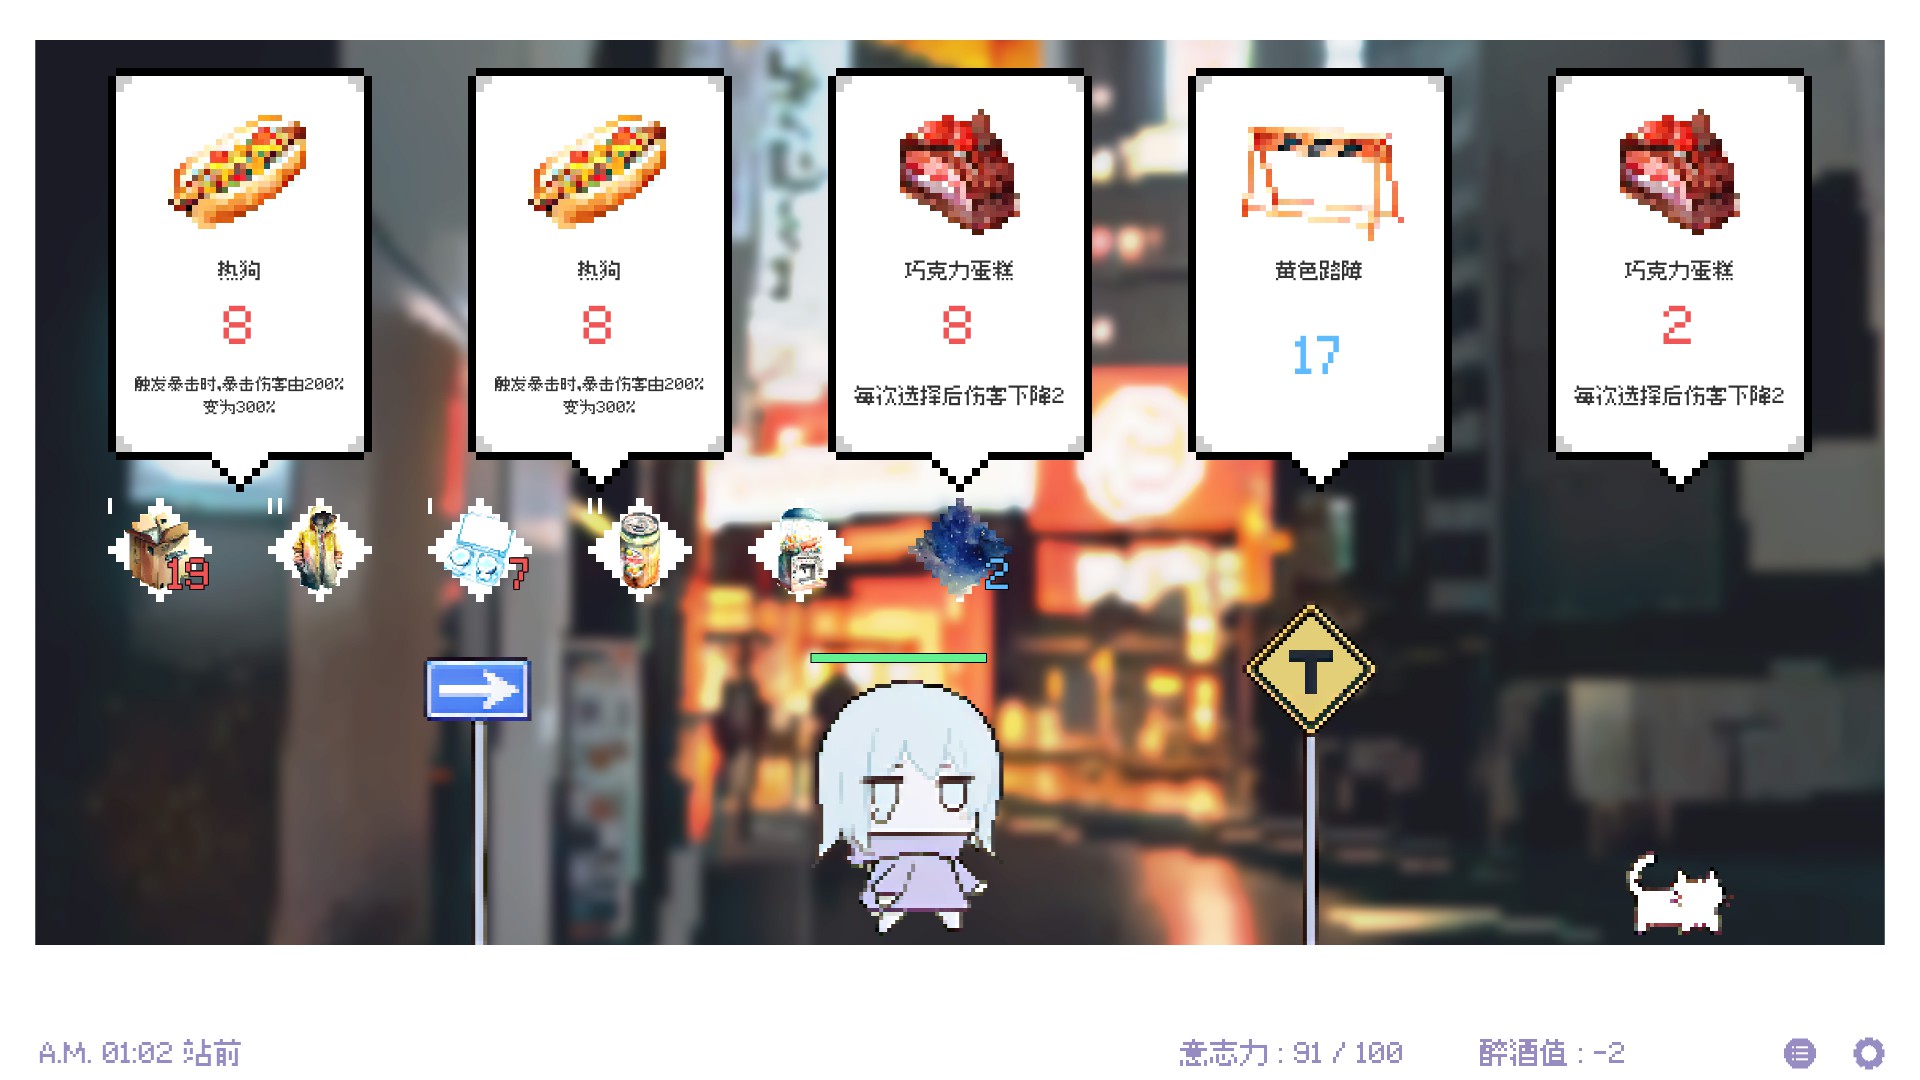 热狗
8
触发暴击时,暴击伤害由200%
变为300%
热狗
8
触发暴击时,暴击伤害由200%
变为300%
巧克力蛋糕
8
每次选择后伤害下降2
黄色路障
17
巧克力蛋糕
2
每次选择后伤害下降2
I
19
II
I
7
II
2
T
A.M. 01:02 站前
意志力 : 91 / 100
醉酒值 : -2